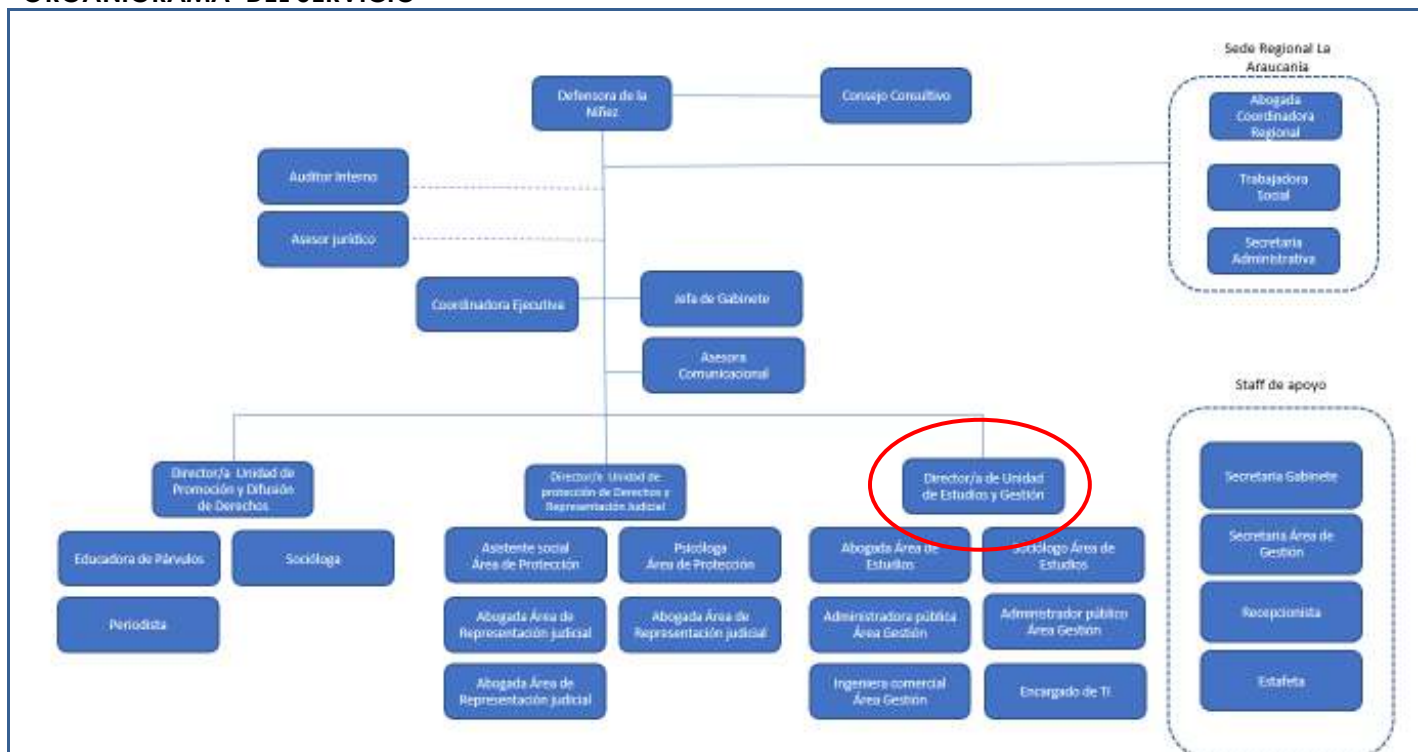 ORGANIGRAMA DEL SERVICIO
Sede Regional La
Araucanía
Defensora de la
Niñez
Consejo Consultivo
Abogada
Coordinadora
Regional
Auditor Interno
Trabajadora
Social
Asesor jurídico
Secretaria
Administrativa
Coordinadora Ejecutiva
Jefa de Gabinete
Asesora
Comunicacional
Staff de apoyo
Director/a Unidad de
Promoción y Difusión
de Derechos
Director/a Unidad de
protección de Derechos y
Representación Judicial
Director/a de Unidad
de Estudios y Gestión
Secretaria Gabinete
Educadora de Párvulos
Socióloga
Asistente social
Área de Protección
Psicóloga
Área de Protección
Abogada Área de
Estudios
Sociólogo Área de
Estudios
Secretaria Área de
Gestión
Periodista
Abogada Área de
Representación judicial
Abogada Área de
Representación judicial
Administradora pública
Área Gestión
Administrador público
Área Gestión
Recepcionista
Abogada Área de
Representación judicial
Ingeniera comercial
Área Gestión
Encargado de TI
Estafeta